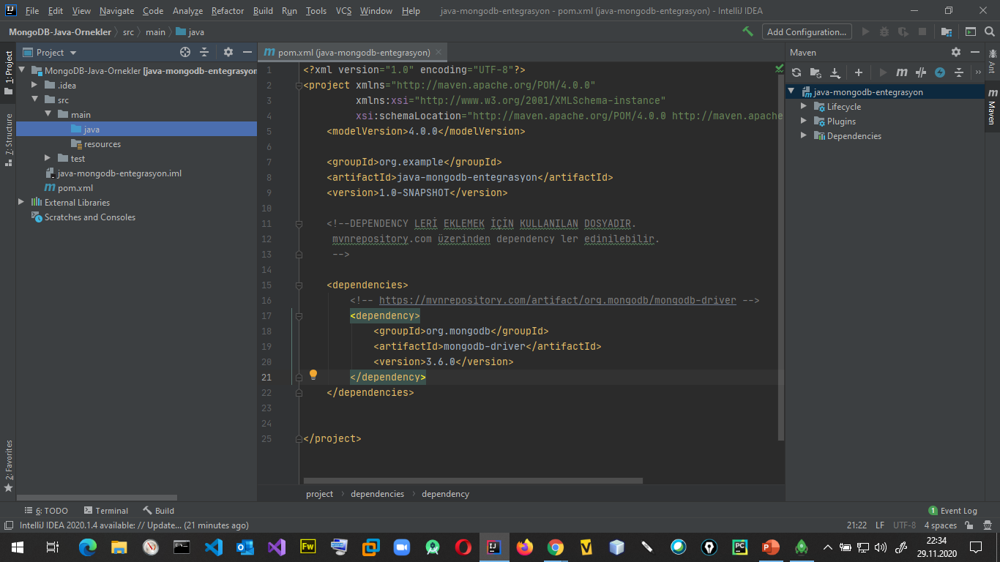 File Edit View Navigate Code Analyze Refactor Build Run Tools VCS Window Help java-mongodb-entegrasyon - pom.xml (java-mongodb-entegrasyon) - IntelliJ IDEA
MongoDB-Java-Ornekler src main java Add Configuration...
1: Project
Project
MongoDB-Java-Ornekler [java-mongodb-entegrasyon
.idea
src
main
java
resources
test
java-mongodb-entegrasyon.iml
pom.xml
External Libraries
Scratches and Consoles
7: Structure
2: Favorites
pom.xml (java-mongodb-entegrasyon)
1 <?xml version="1.0" encoding="UTF-8"?>
2 <project xmlns="http://maven.apache.org/POM/4.0.0"
3 xmlns:xsi="http://www.w3.org/2001/XMLSchema-instance"
4 xsi:schemaLocation="http://maven.apache.org/POM/4.0.0 http://maven.apache
5 <modelVersion>4.0.0</modelVersion>
6
7 <groupId>org.example</groupId>
8 <artifactId>java-mongodb-entegrasyon</artifactId>
9 <version>1.0-SNAPSHOT</version>
10
11 <!--DEPENDENCY LERİ EKLEMEK İÇİN KULLANILAN DOSYADIR.
12 mvnrepository.com üzerinden dependency ler edinilebilir.
13 -->
14
15 <dependencies>
16 <!-- https://mvnrepository.com/artifact/org.mongodb/mongodb-driver -->
17 <dependency>
18 <groupId>org.mongodb</groupId>
19 <artifactId>mongodb-driver</artifactId>
20 <version>3.6.0</version>
21 </dependency>
22 </dependencies>
23
24
25 </project>
project dependencies dependency
Maven
java-mongodb-entegrasyon
Lifecycle
Plugins
Dependencies
Ant
Maven
6: TODO Terminal Build 1 Event Log
IntelliJ IDEA 2020.1.4 available: // Update... (21 minutes ago) 21:22 LF UTF-8 4 spaces
22:34
29.11.2020